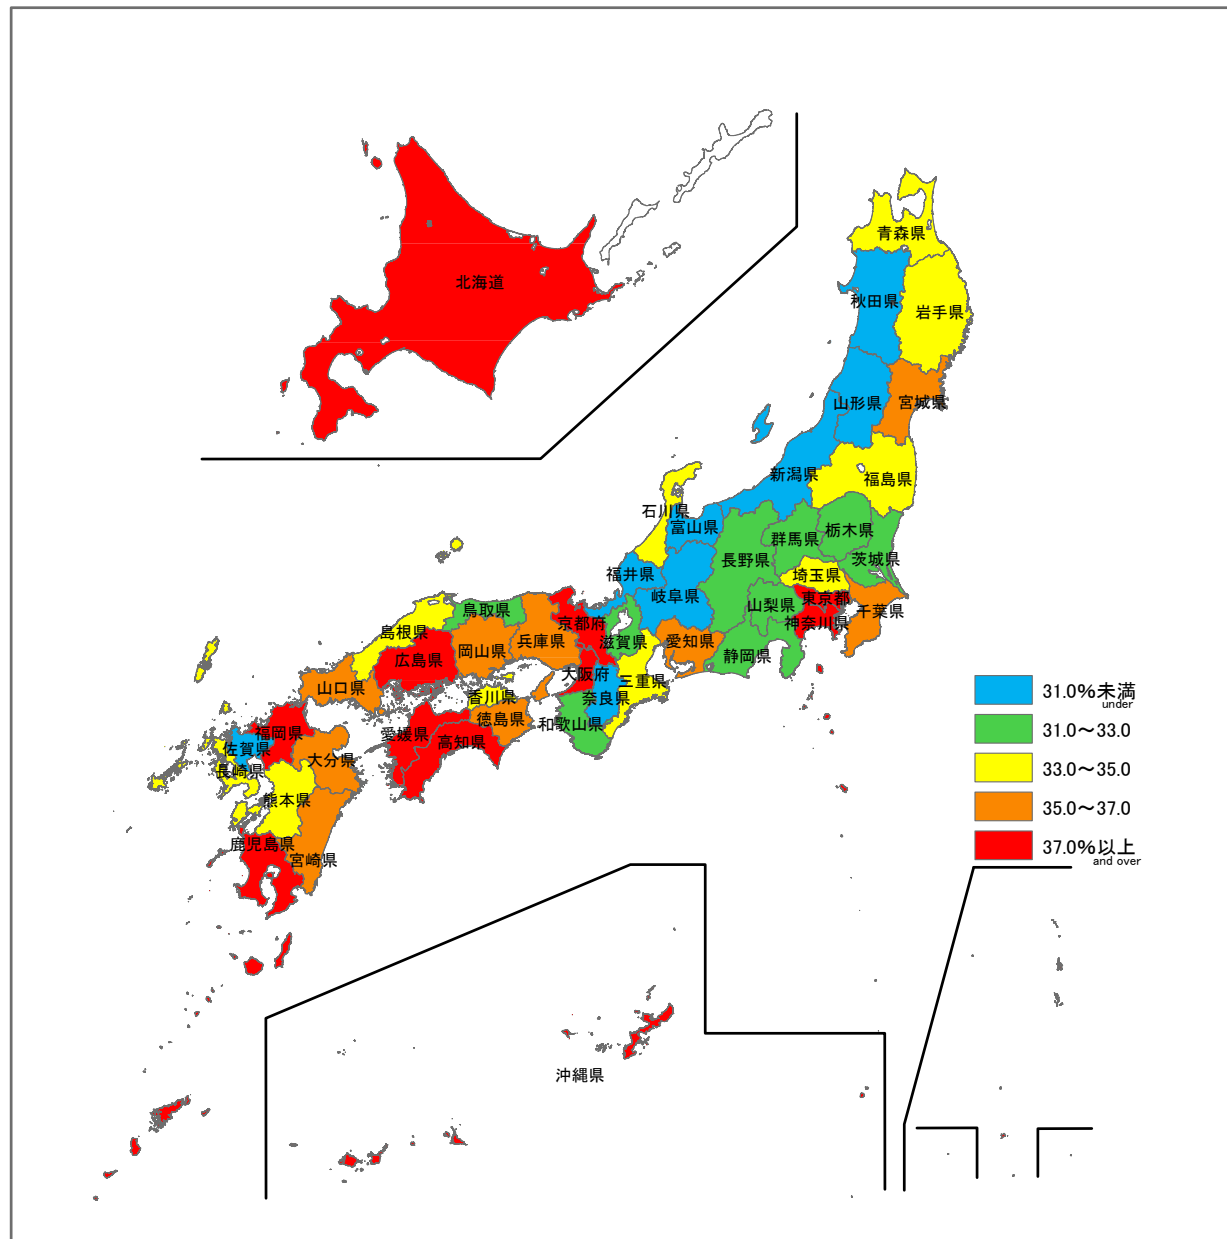 北海道
青森県
秋田県
岩手県
山形県
宮城県
新潟県
福島県
石川県
富山県
栃木県
群馬県
長野県
茨城県
福井県
岐阜県
埼玉県
東京都
山梨県
千葉県
神奈川県
鳥取県
京都府
島根県
兵庫県
滋賀県
愛知県
岡山県
静岡県
広島県
大阪府
三重県
山口県
香川県
奈良県
徳島県
和歌山県
福岡県
愛媛県
高知県
佐賀県
大分県
長崎県
熊本県
鹿児島県
宮崎県
沖縄県
31.0%未満
under
31.0～33.0
33.0～35.0
35.0～37.0
37.0%以上
and over